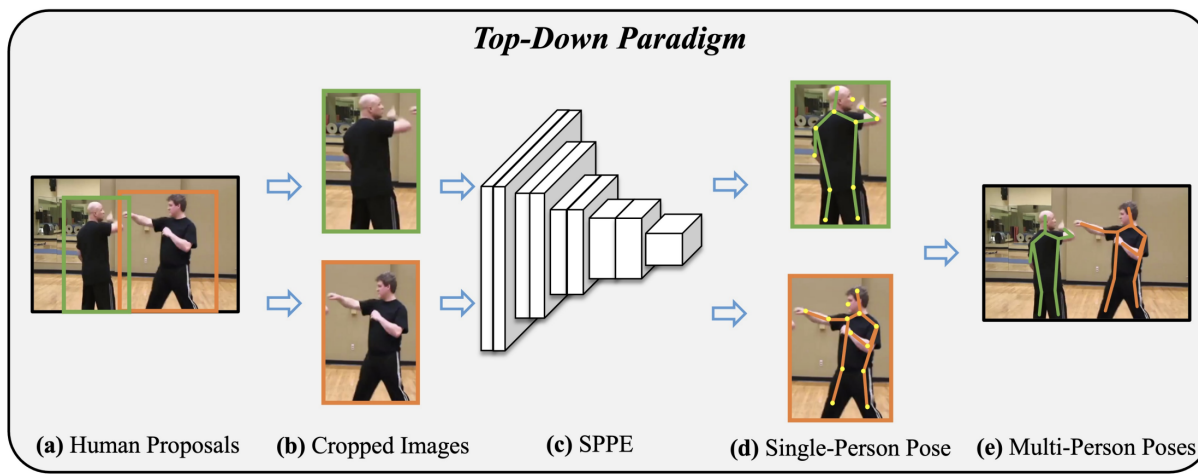 Top-Down Paradigm
(a) Human Proposals
(b) Cropped Images
(c) SPPE
(d) Single-Person Pose
(e) Multi-Person Poses